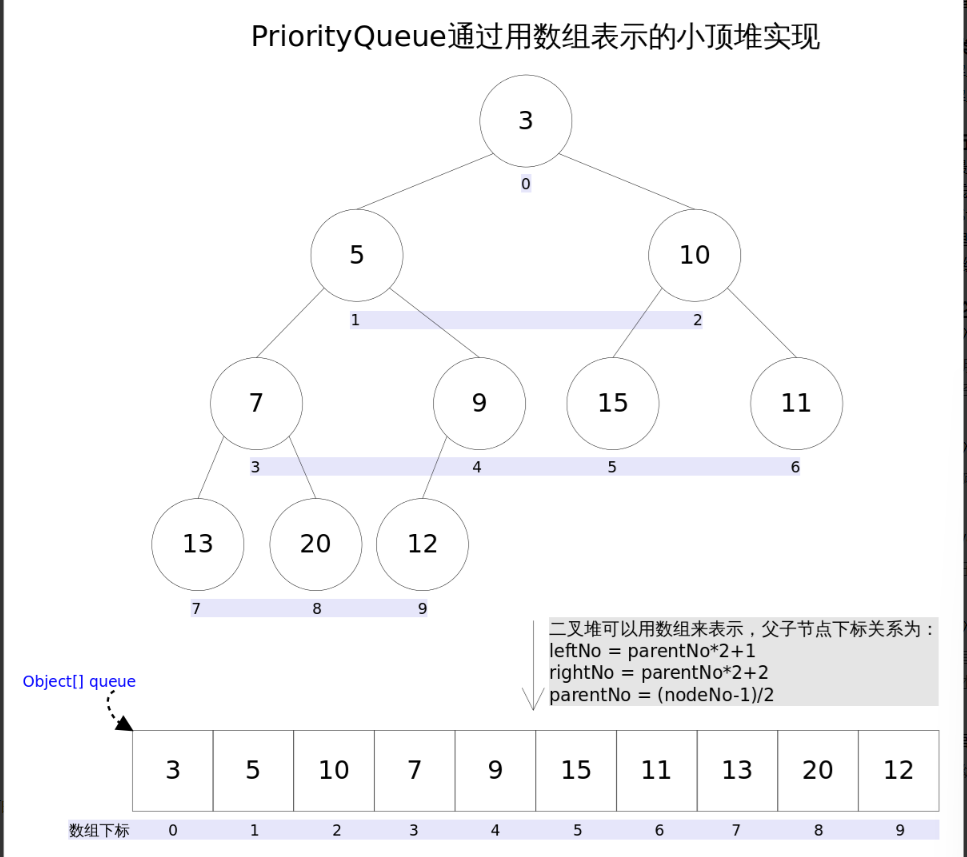 PriorityQueue通过用数组表示的小顶堆实现
3
0
5 10
1 2
7 9 15 11
3 4 5 6
13 20 12
7 8 9
二叉堆可以用数组来表示，父子节点下标关系为：
leftNo = parentNo*2+1
rightNo = parentNo*2+2
parentNo = (nodeNo-1)/2
Object[] queue
3 5 10 7 9 15 11 13 20 12
数组下标 0 1 2 3 4 5 6 7 8 9